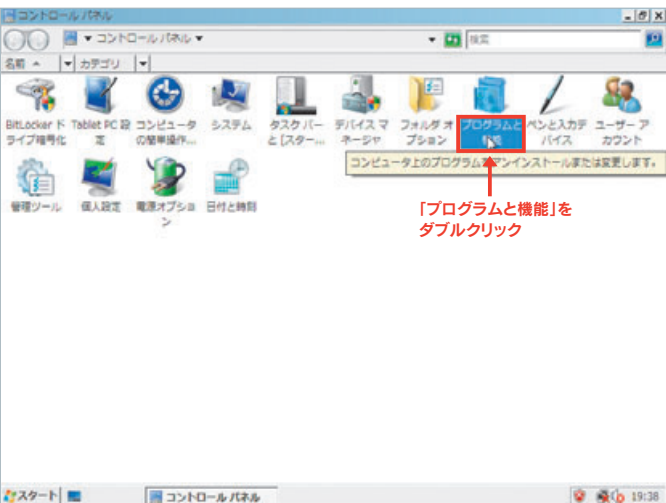 コントロール パネル
コントロール パネル
検索
名前
カテゴリ
BitLocker ド
ライブ暗号化
Tablet PC 設
定
コンピュータ
の簡単操作...
システム
タスク バー
と [スター...
デバイス マ
ネージャ
フォルダ オ
プション
プログラムと
機能
ペンと入力デ
バイス
ユーザー ア
カウント
コンピュータ上のプログラムをアンインストールまたは変更します。
管理ツール
個人設定
電源オプショ
ン
日付と時刻
「プログラムと機能」を
ダブルクリック
スタート
コントロール パネル
19:38